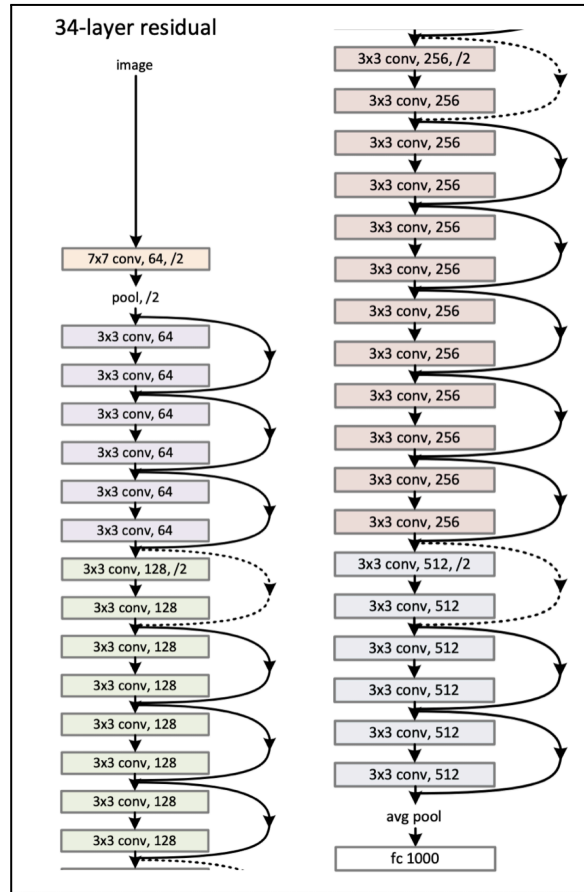 34-layer residual
image
7x7 conv, 64, /2
pool, /2
3x3 conv, 64
3x3 conv, 64
3x3 conv, 64
3x3 conv, 64
3x3 conv, 64
3x3 conv, 64
3x3 conv, 128, /2
3x3 conv, 128
3x3 conv, 128
3x3 conv, 128
3x3 conv, 128
3x3 conv, 128
3x3 conv, 128
3x3 conv, 128
3x3 conv, 256, /2
3x3 conv, 256
3x3 conv, 256
3x3 conv, 256
3x3 conv, 256
3x3 conv, 256
3x3 conv, 256
3x3 conv, 256
3x3 conv, 256
3x3 conv, 256
3x3 conv, 256
3x3 conv, 256
3x3 conv, 512, /2
3x3 conv, 512
3x3 conv, 512
3x3 conv, 512
3x3 conv, 512
3x3 conv, 512
avg pool
fc 1000